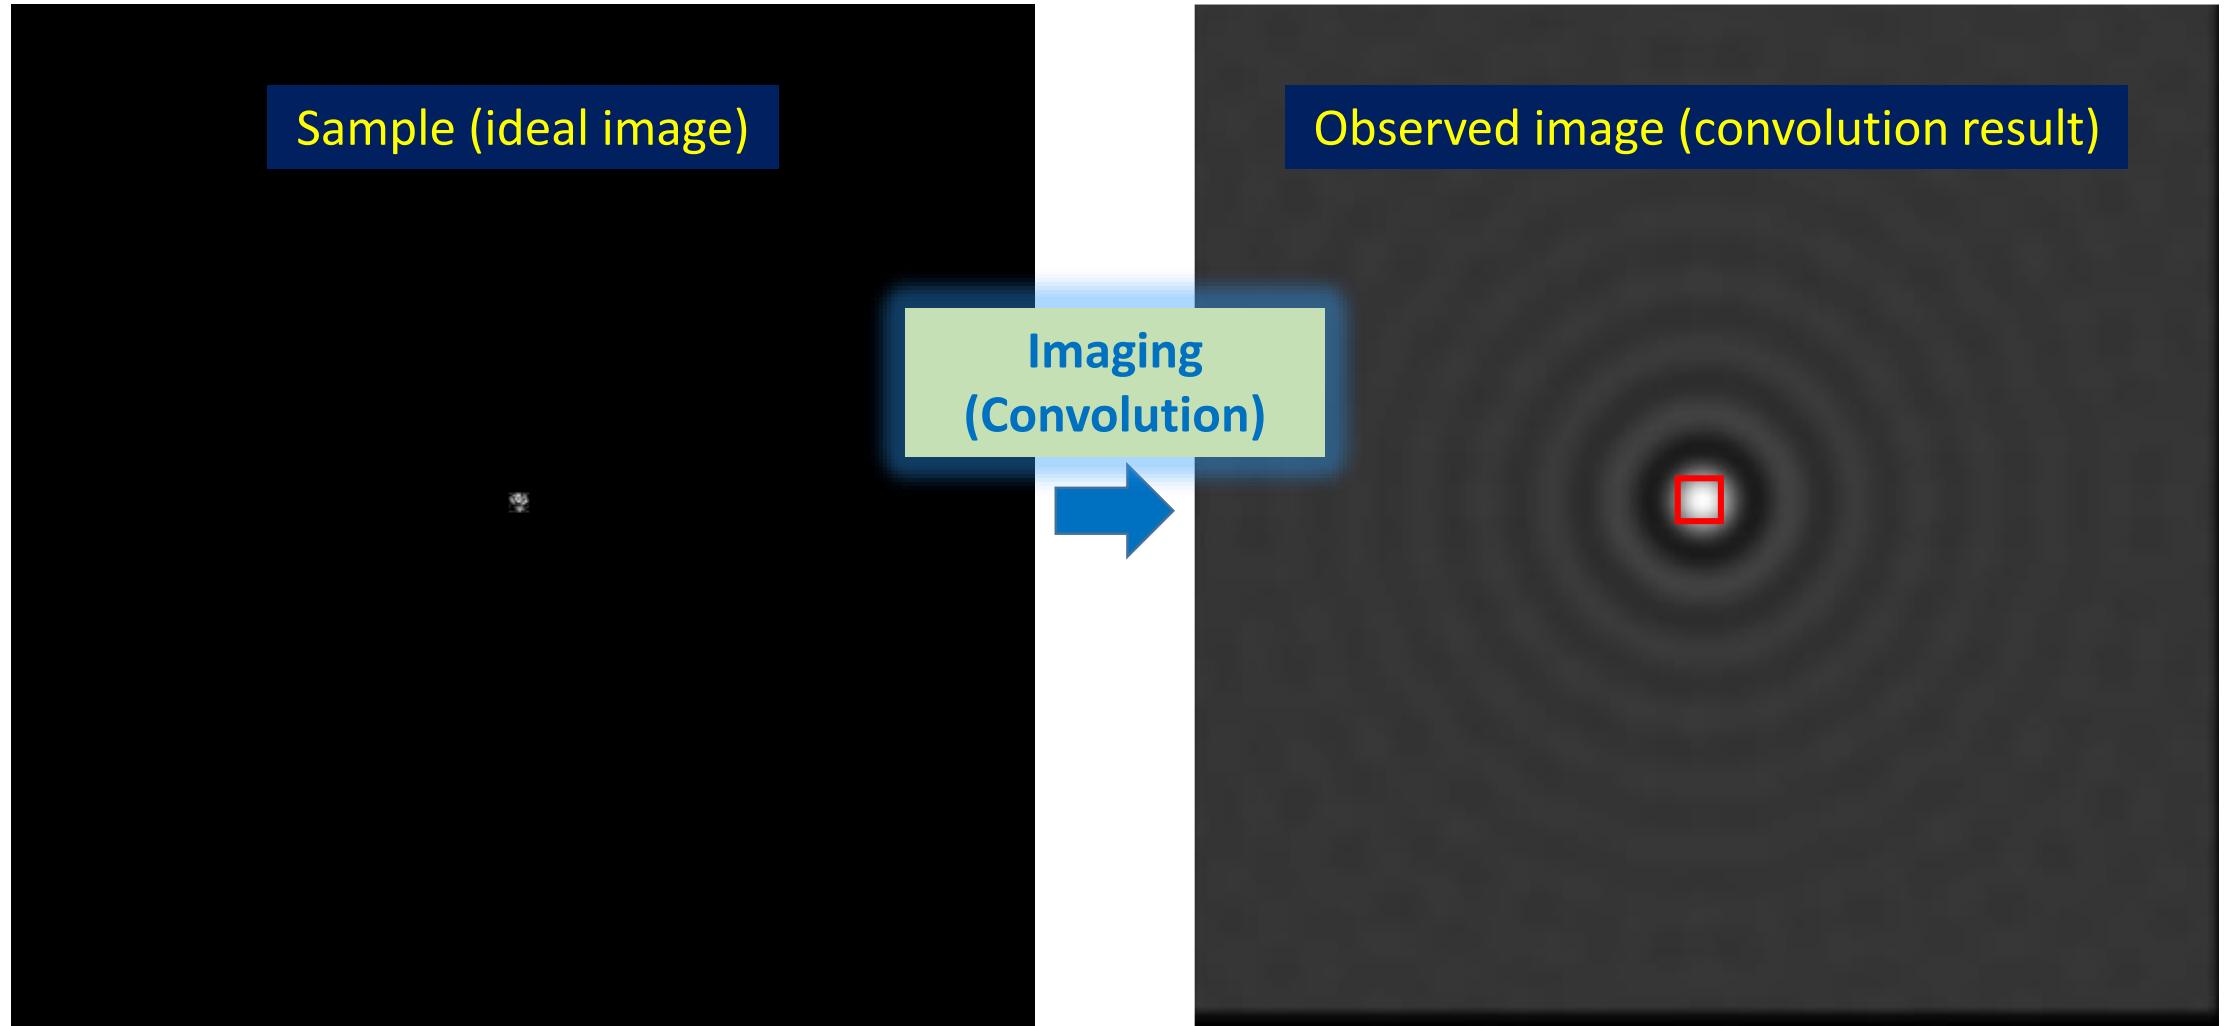 Sample (ideal image)
Observed image (convolution result)
Imaging
(Convolution)